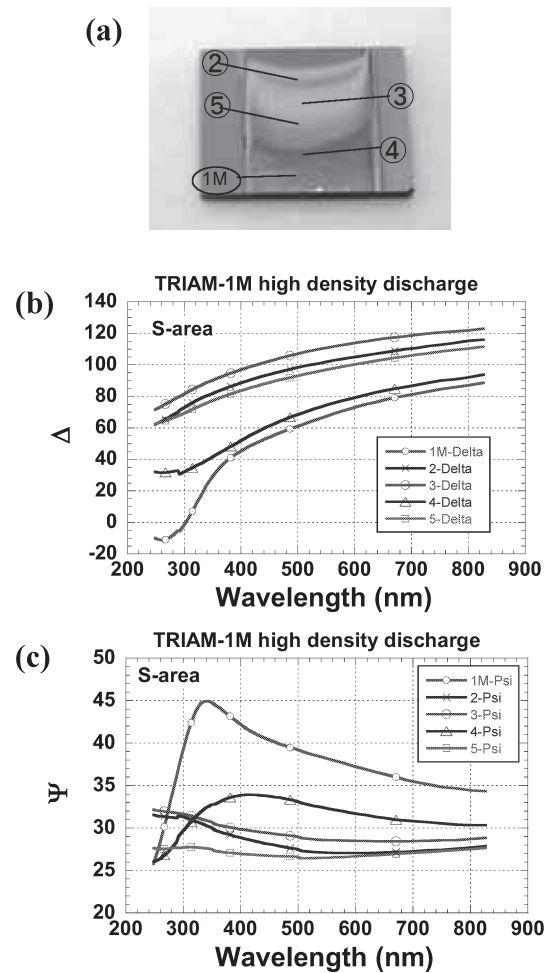 (a)
②
③
⑤
④
1M
(b)
TRIAM-1M high density discharge
140
120
100
80
60
40
20
0
-20
S-area
Δ
1M-Delta
2-Delta
3-Delta
4-Delta
5-Delta
200 300 400 500 600 700 800 900
Wavelength (nm)
(c)
TRIAM-1M high density discharge
50
45
40
35
30
25
20
S-area
Ψ
1M-Psi
2-Psi
3-Psi
4-Psi
5-Psi
200 300 400 500 600 700 800 900
Wavelength (nm)